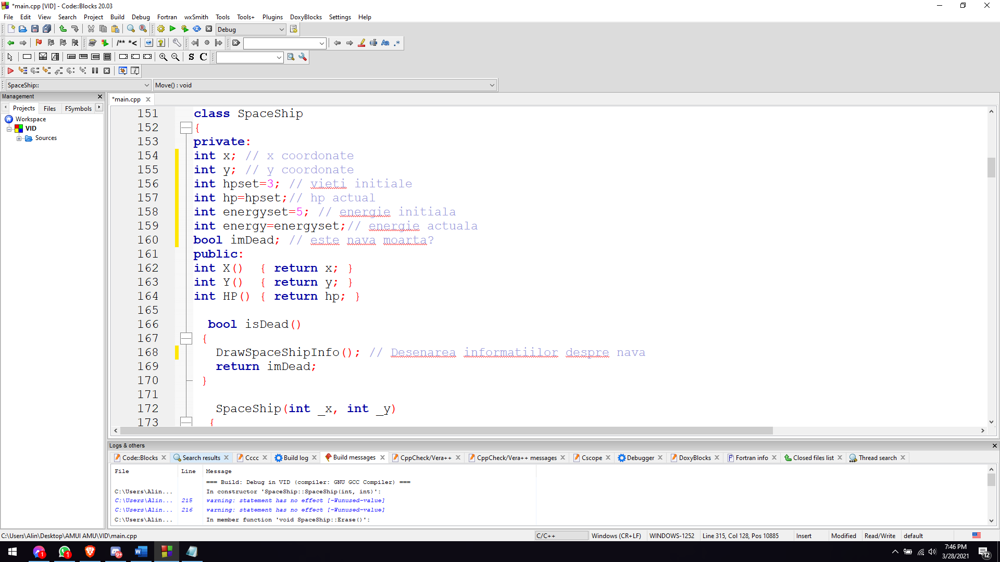 *main.cpp [VID] - Code::Blocks 20.03
File Edit View Search Project Build Debug Fortran wxSmith Tools Tools+ Plugins DoxyBlocks Settings Help
Debug
/** *<
Aa .*
S C
SpaceShip:: Move() : void
Management
*main.cpp
Projects Files FSymbols
Workspace
VID
Sources
151 class SpaceShip
152 {
153 private:
154 int x; // x coordonate
155 int y; // y coordonate
156 int hpset=3; // vieti initiale
157 int hp=hpset;// hp actual
158 int energyset=5; // energie initiala
159 int energy=energyset;// energie actuala
160 bool imDead; // este nava moarta?
161 public:
162 int X() { return x; }
163 int Y() { return y; }
164 int HP() { return hp; }
165
166 bool isDead()
167 {
168 DrawSpaceShipInfo(); // Desenarea informatiilor despre nava
169 return imDead;
170 }
171
172 SpaceShip(int _x, int _y)
173 {
Logs & others
Code::Blocks Search results Cccc Build log Build messages CppCheck/Vera++ CppCheck/Vera++ messages Cscope Debugger DoxyBlocks Fortran info Closed files list Thread search
File Line Message
=== Build: Debug in VID (compiler: GNU GCC Compiler) ===
C:\Users\Alin... In constructor 'SpaceShip::SpaceShip(int, int)':
C:\Users\Alin... 215 warning: statement has no effect [-Wunused-value]
C:\Users\Alin... 216 warning: statement has no effect [-Wunused-value]
C:\Users\Alin... In member function 'void SpaceShip::Erase()':
C:\Users\Alin\Desktop\AMUI AMU\VID\main.cpp C/C++ Windows (CR+LF) WINDOWS-1252 Line 315, Col 128, Pos 10885 Insert Modified Read/Write default
1 1 9+ 7:46 PM
3/28/2021 12